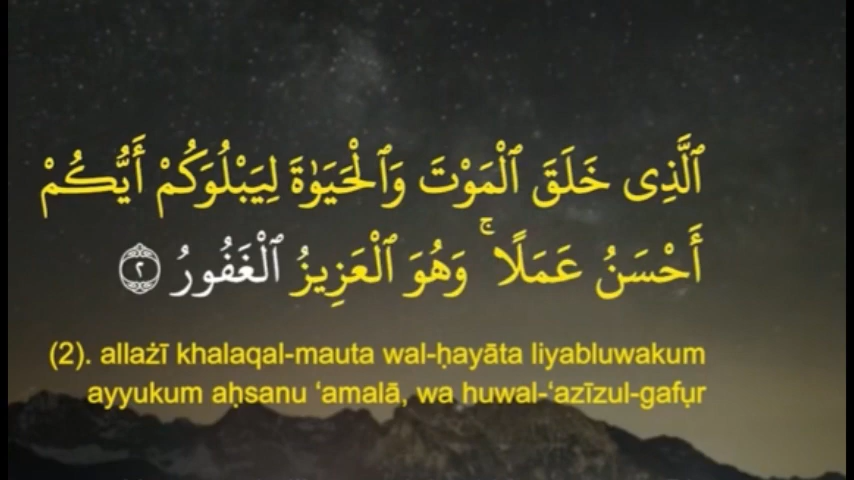 ٱلَّذِى خَلَقَ ٱلْمَوْتَ وَٱلْحَيَوٰةَ لِيَبْلُوَكُمْ أَيُّكُمْ
أَحْسَنُ عَمَلًا ۚ وَهُوَ ٱلْعَزِيزُ ٱلْغَفُورُ ٢
(2). allażī khalaqal-mauta wal-ḥayāta liyabluwakum
ayyukum aḥsanu ‘amalā, wa huwal-‘azīzul-gafụr